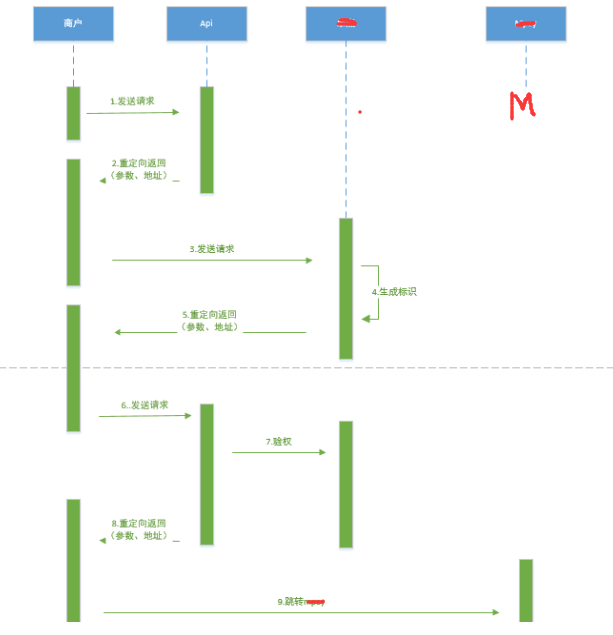 商户
Api
M
1.发送请求
2.重定向返回
（参数、地址）
3.发送请求
4.生成标识
5.重定向返回
（参数、地址）
6..发送请求
7.验权
8.重定向返回
（参数、地址）
9.跳转